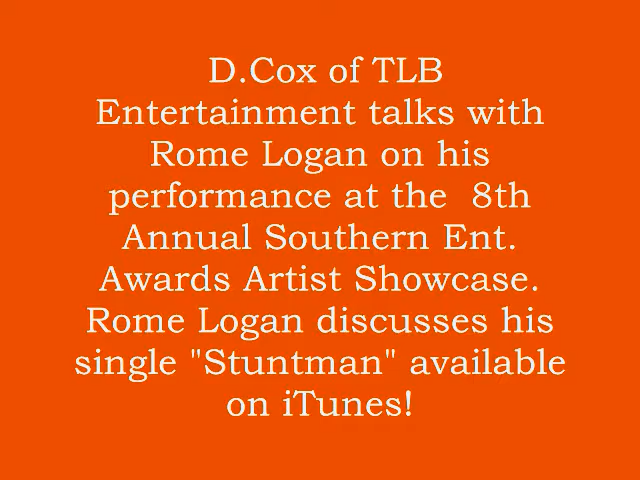 D.Cox of TLB
Entertainment talks with
Rome Logan on his
performance at the  8th
Annual Southern Ent.
Awards Artist Showcase.
Rome Logan discusses his
single "Stuntman" available
on iTunes!